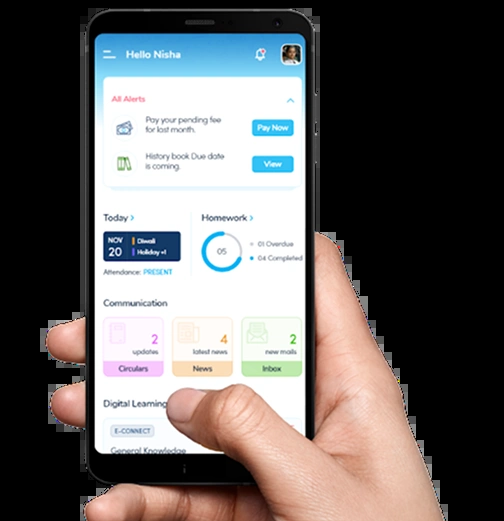 Hello Nisha
All Alerts
Pay your pending fee
for last month.
Pay Now
History book Due date
is coming.
View
Today >
Homework >
NOV
20
Diwali
Holiday +1
Attendance: PRESENT
05
01 Overdue
04 Completed
Communication
2
updates
Circulars
4
latest news
News
2
new mails
Inbox
Digital Learning
E-CONNECT
General Knowledge